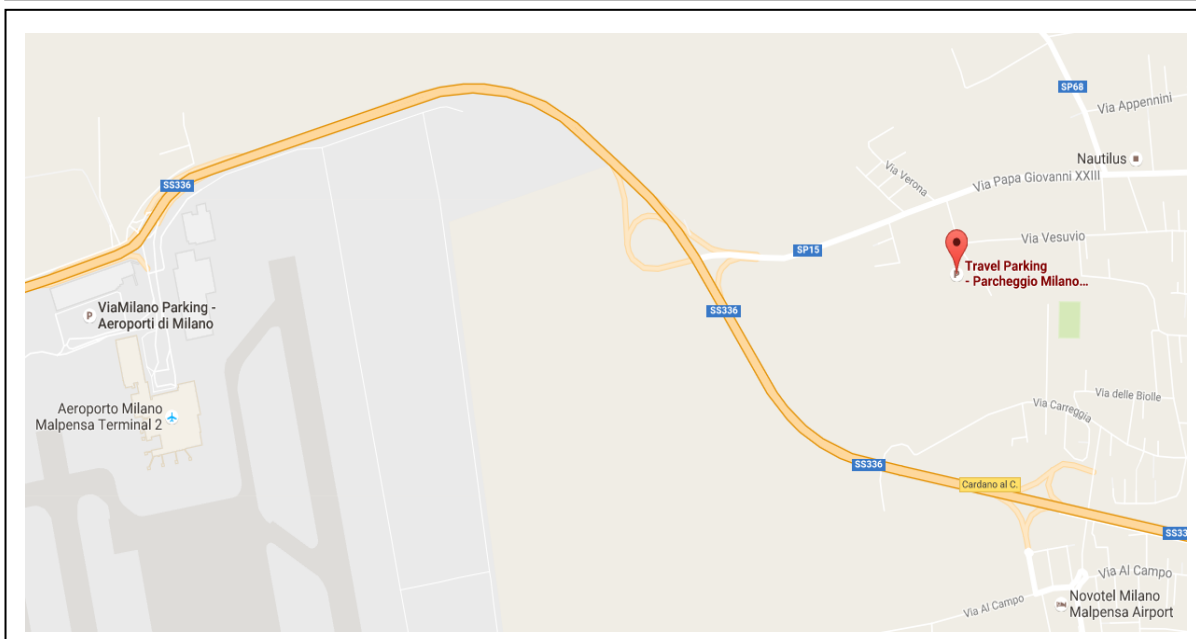 SP68
Via Appennini
Nautilus
Via Papa Giovanni XXIII
Via Verona
SS336
Via Vesuvio
SP15
Travel Parking
- Parcheggio Milano...
P
P
ViaMilano Parking -
Aeroporti di Milano
SS336
Via delle Biolle
Via Carreggia
Aeroporto Milano
Malpensa Terminal 2
SS336
Cardano al C.
SS33
Via Al Campo
Novotel Milano
Malpensa Airport
Via Al Campo